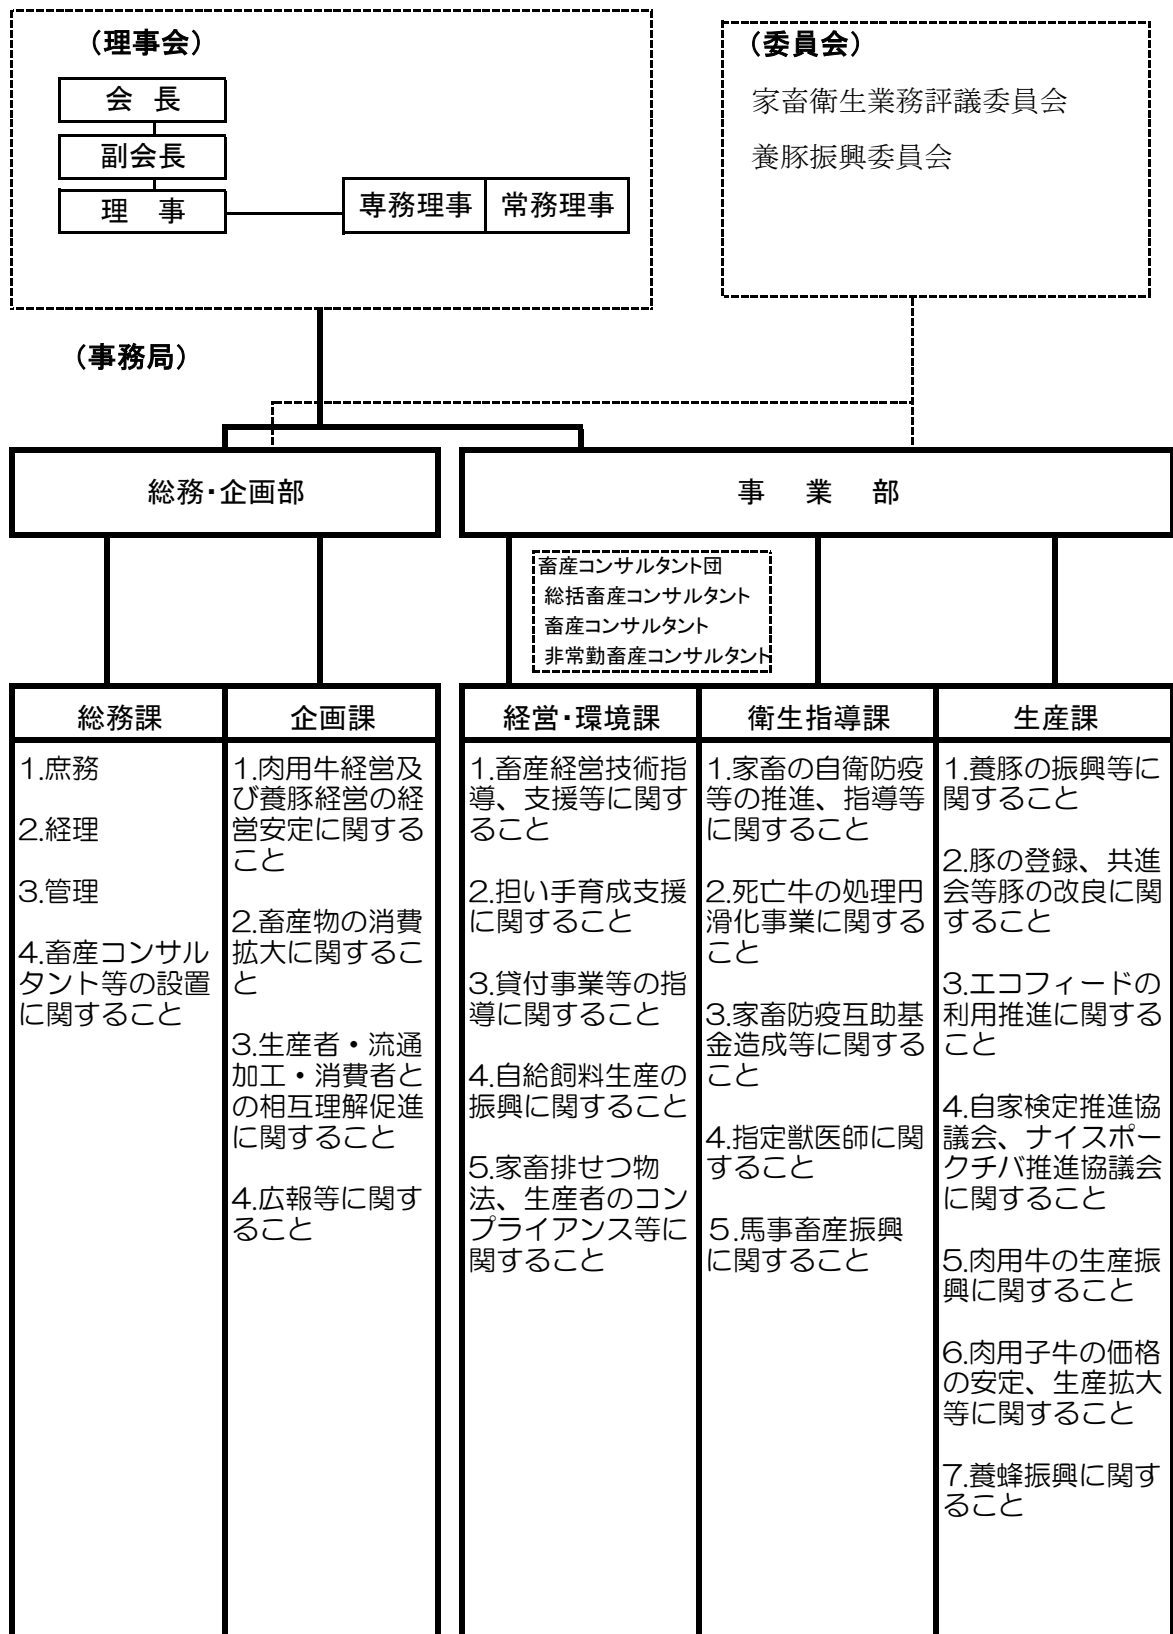 （理事会）
会 長
副会長
理 事
専務理事 常務理事
（委員会）
家畜衛生業務評議委員会
養豚振興委員会
（事務局）
総務・企画部
事 業 部
畜産コンサルタント団
総括畜産コンサルタント
畜産コンサルタント
非常勤畜産コンサルタント
総務課
1.庶務
2.経理
3.管理
4.畜産コンサル
タント等の設置
に関すること
企画課
1.肉用牛経営及
び養豚経営の経
営安定に関する
こと
2.畜産物の消費
拡大に関するこ
と
3.生産者・流通
加工・消費者と
の相互理解促進
に関すること
4.広報等に関す
ること
経営・環境課
1.畜産経営技術指
導、支援等に関す
ること
2.担い手育成支援
に関すること
3.貸付事業等の指
導に関すること
4.自給飼料生産の
振興に関すること
5.家畜排せつ物
法、生産者のコン
プライアンス等に
関すること
衛生指導課
1.家畜の自衛防疫
等の推進、指導等
に関すること
2.死亡牛の処理円
滑化事業に関する
こと
3.家畜防疫互助基
金造成等に関する
こと
4.指定獣医師に関
すること
５.馬事畜産振興
に関すること
生産課
1.養豚の振興等に
関すること
2.豚の登録、共進
会等豚の改良に関
すること
3.エコフィードの
利用推進に関する
こと
4.自家検定推進協
議会、ナイスポー
クチバ推進協議会
に関すること
5.肉用牛の生産振
興に関すること
6.肉用子牛の価格
の安定、生産拡大
等に関すること
7.養蜂振興に関す
ること